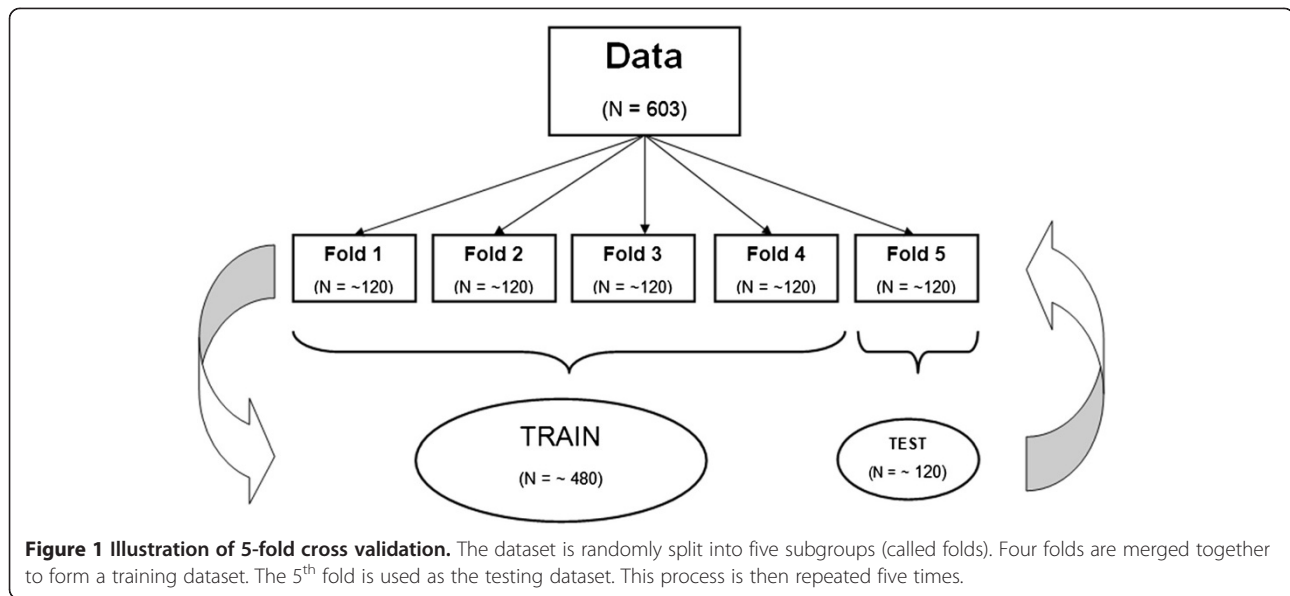 Data
(N = 603)
Fold 1
(N = ~120)
Fold 2
(N = ~120)
Fold 3
(N = ~120)
Fold 4
(N = ~120)
Fold 5
(N = ~120)
TRAIN
(N = ~ 480)
TEST
(N = ~ 120)
Figure 1 Illustration of 5-fold cross validation. The dataset is randomly split into five subgroups (called folds). Four folds are merged together
to form a training dataset. The 5th fold is used as the testing dataset. This process is then repeated five times.